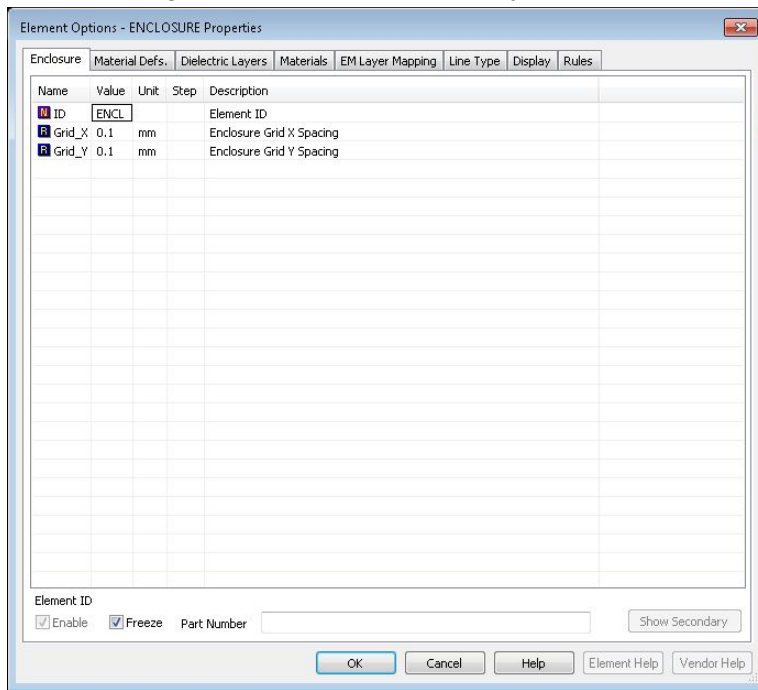 Element Options - ENCLOSURE Properties
Enclosure Material Defs. Dielectric Layers Materials EM Layer Mapping Line Type Display Rules
Name Value Unit Step Description
N ID ENCL Element ID
R Grid_X 0.1 mm Enclosure Grid X Spacing
R Grid_Y 0.1 mm Enclosure Grid Y Spacing
Element ID
Enable Freeze Part Number Show Secondary
OK Cancel Help Element Help Vendor Help